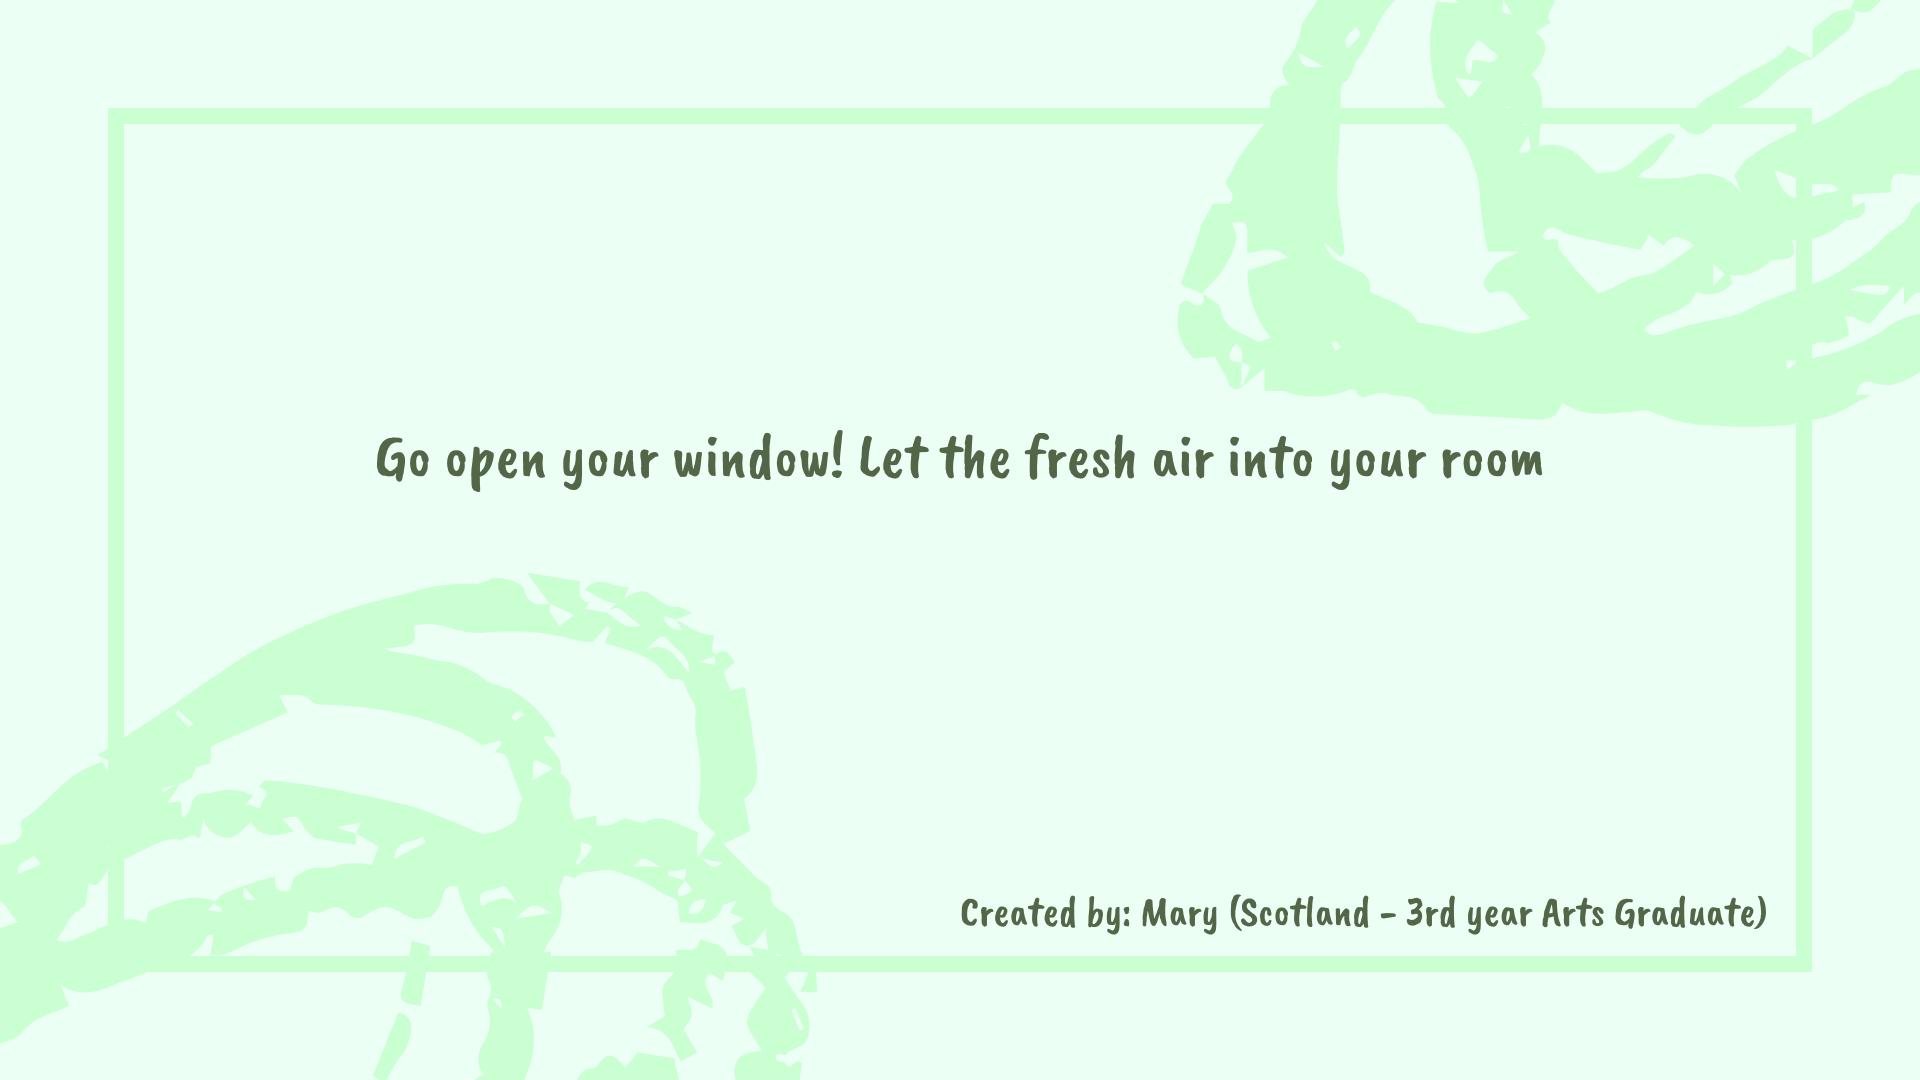 Go open your window! Let the fresh air into your room
Created by: Mary (Scotland - 3rd year Arts Graduate)